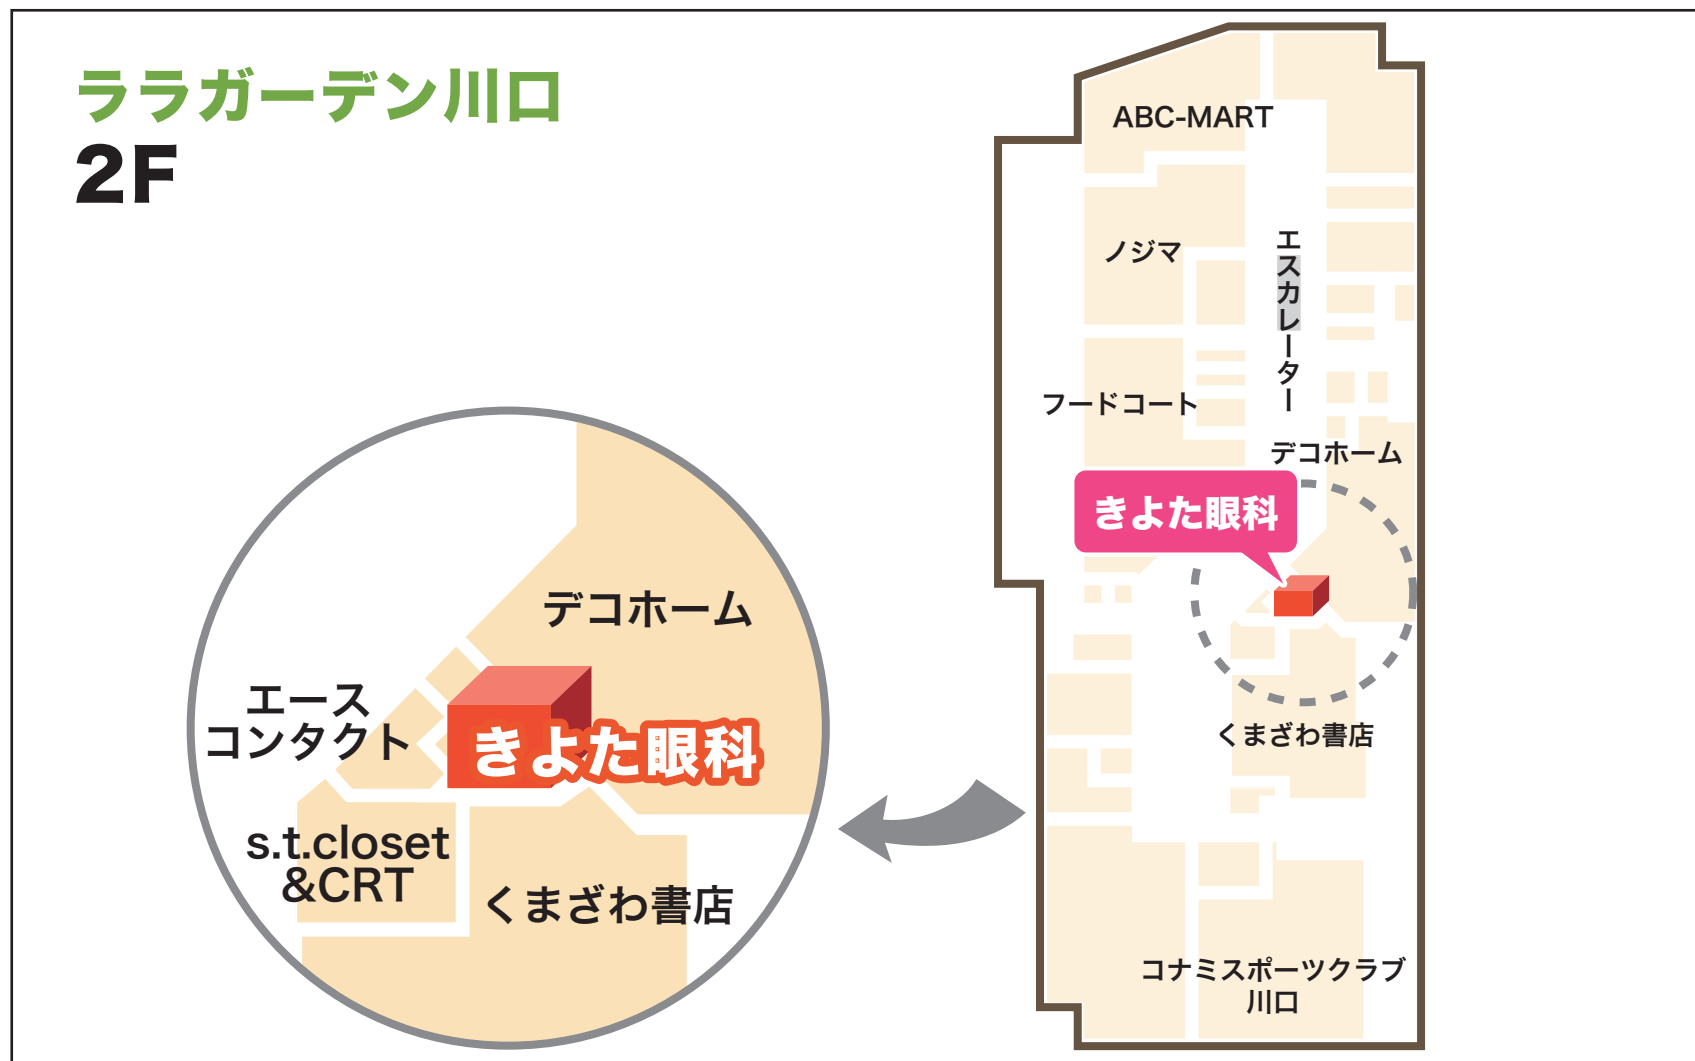 ララガーデン川口
2F
ABC-MART
ノジマ
エスカレーター
フードコート
デコホーム
きよた眼科
くまざわ書店
コナミスポーツクラブ
川口
デコホーム
エース
コンタクト
きよた眼科
s.t.closet
&CRT
くまざわ書店